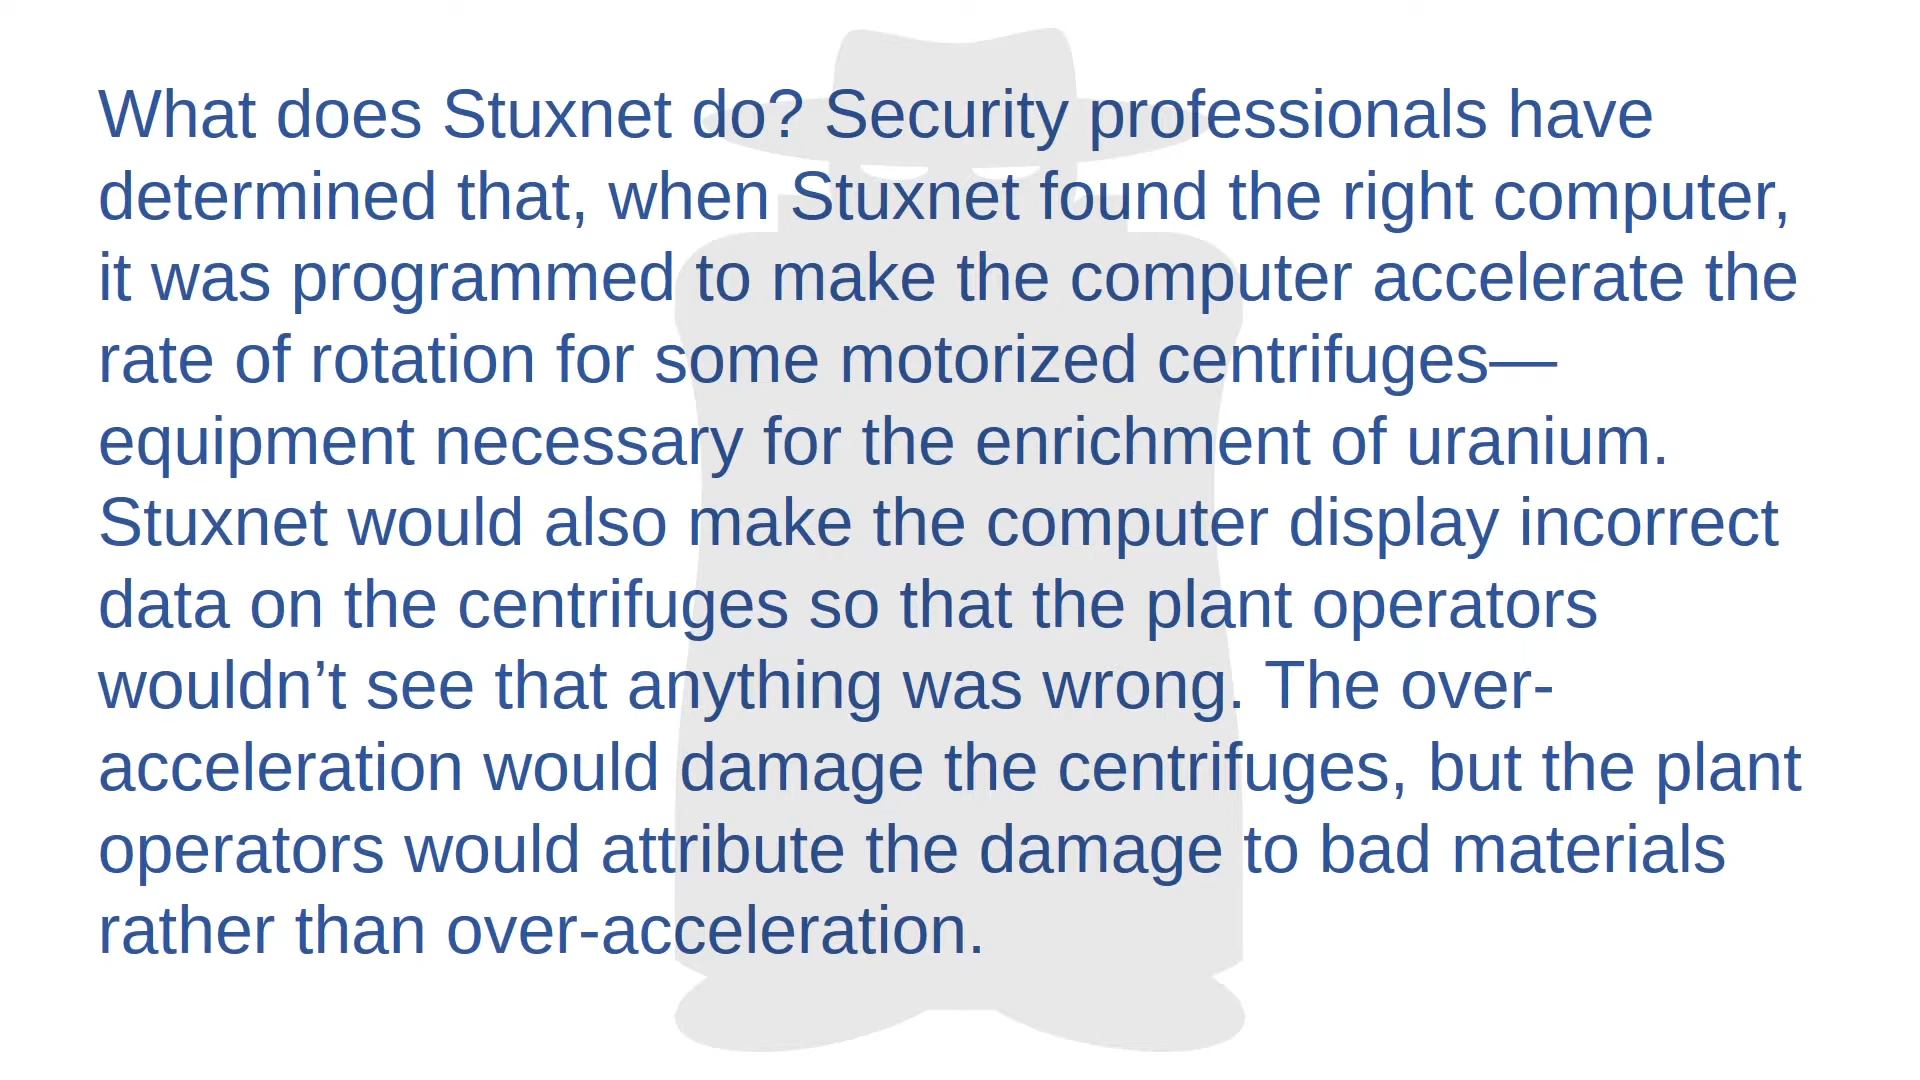 What does Stuxnet do? Security professionals have
determined that, when Stuxnet found the right computer,
it was programmed to make the computer accelerate the
rate of rotation for some motorized centrifuges—
equipment necessary for the enrichment of uranium.
Stuxnet would also make the computer display incorrect
data on the centrifuges so that the plant operators
wouldn’t see that anything was wrong. The over-
acceleration would damage the centrifuges, but the plant
operators would attribute the damage to bad materials
rather than over-acceleration.